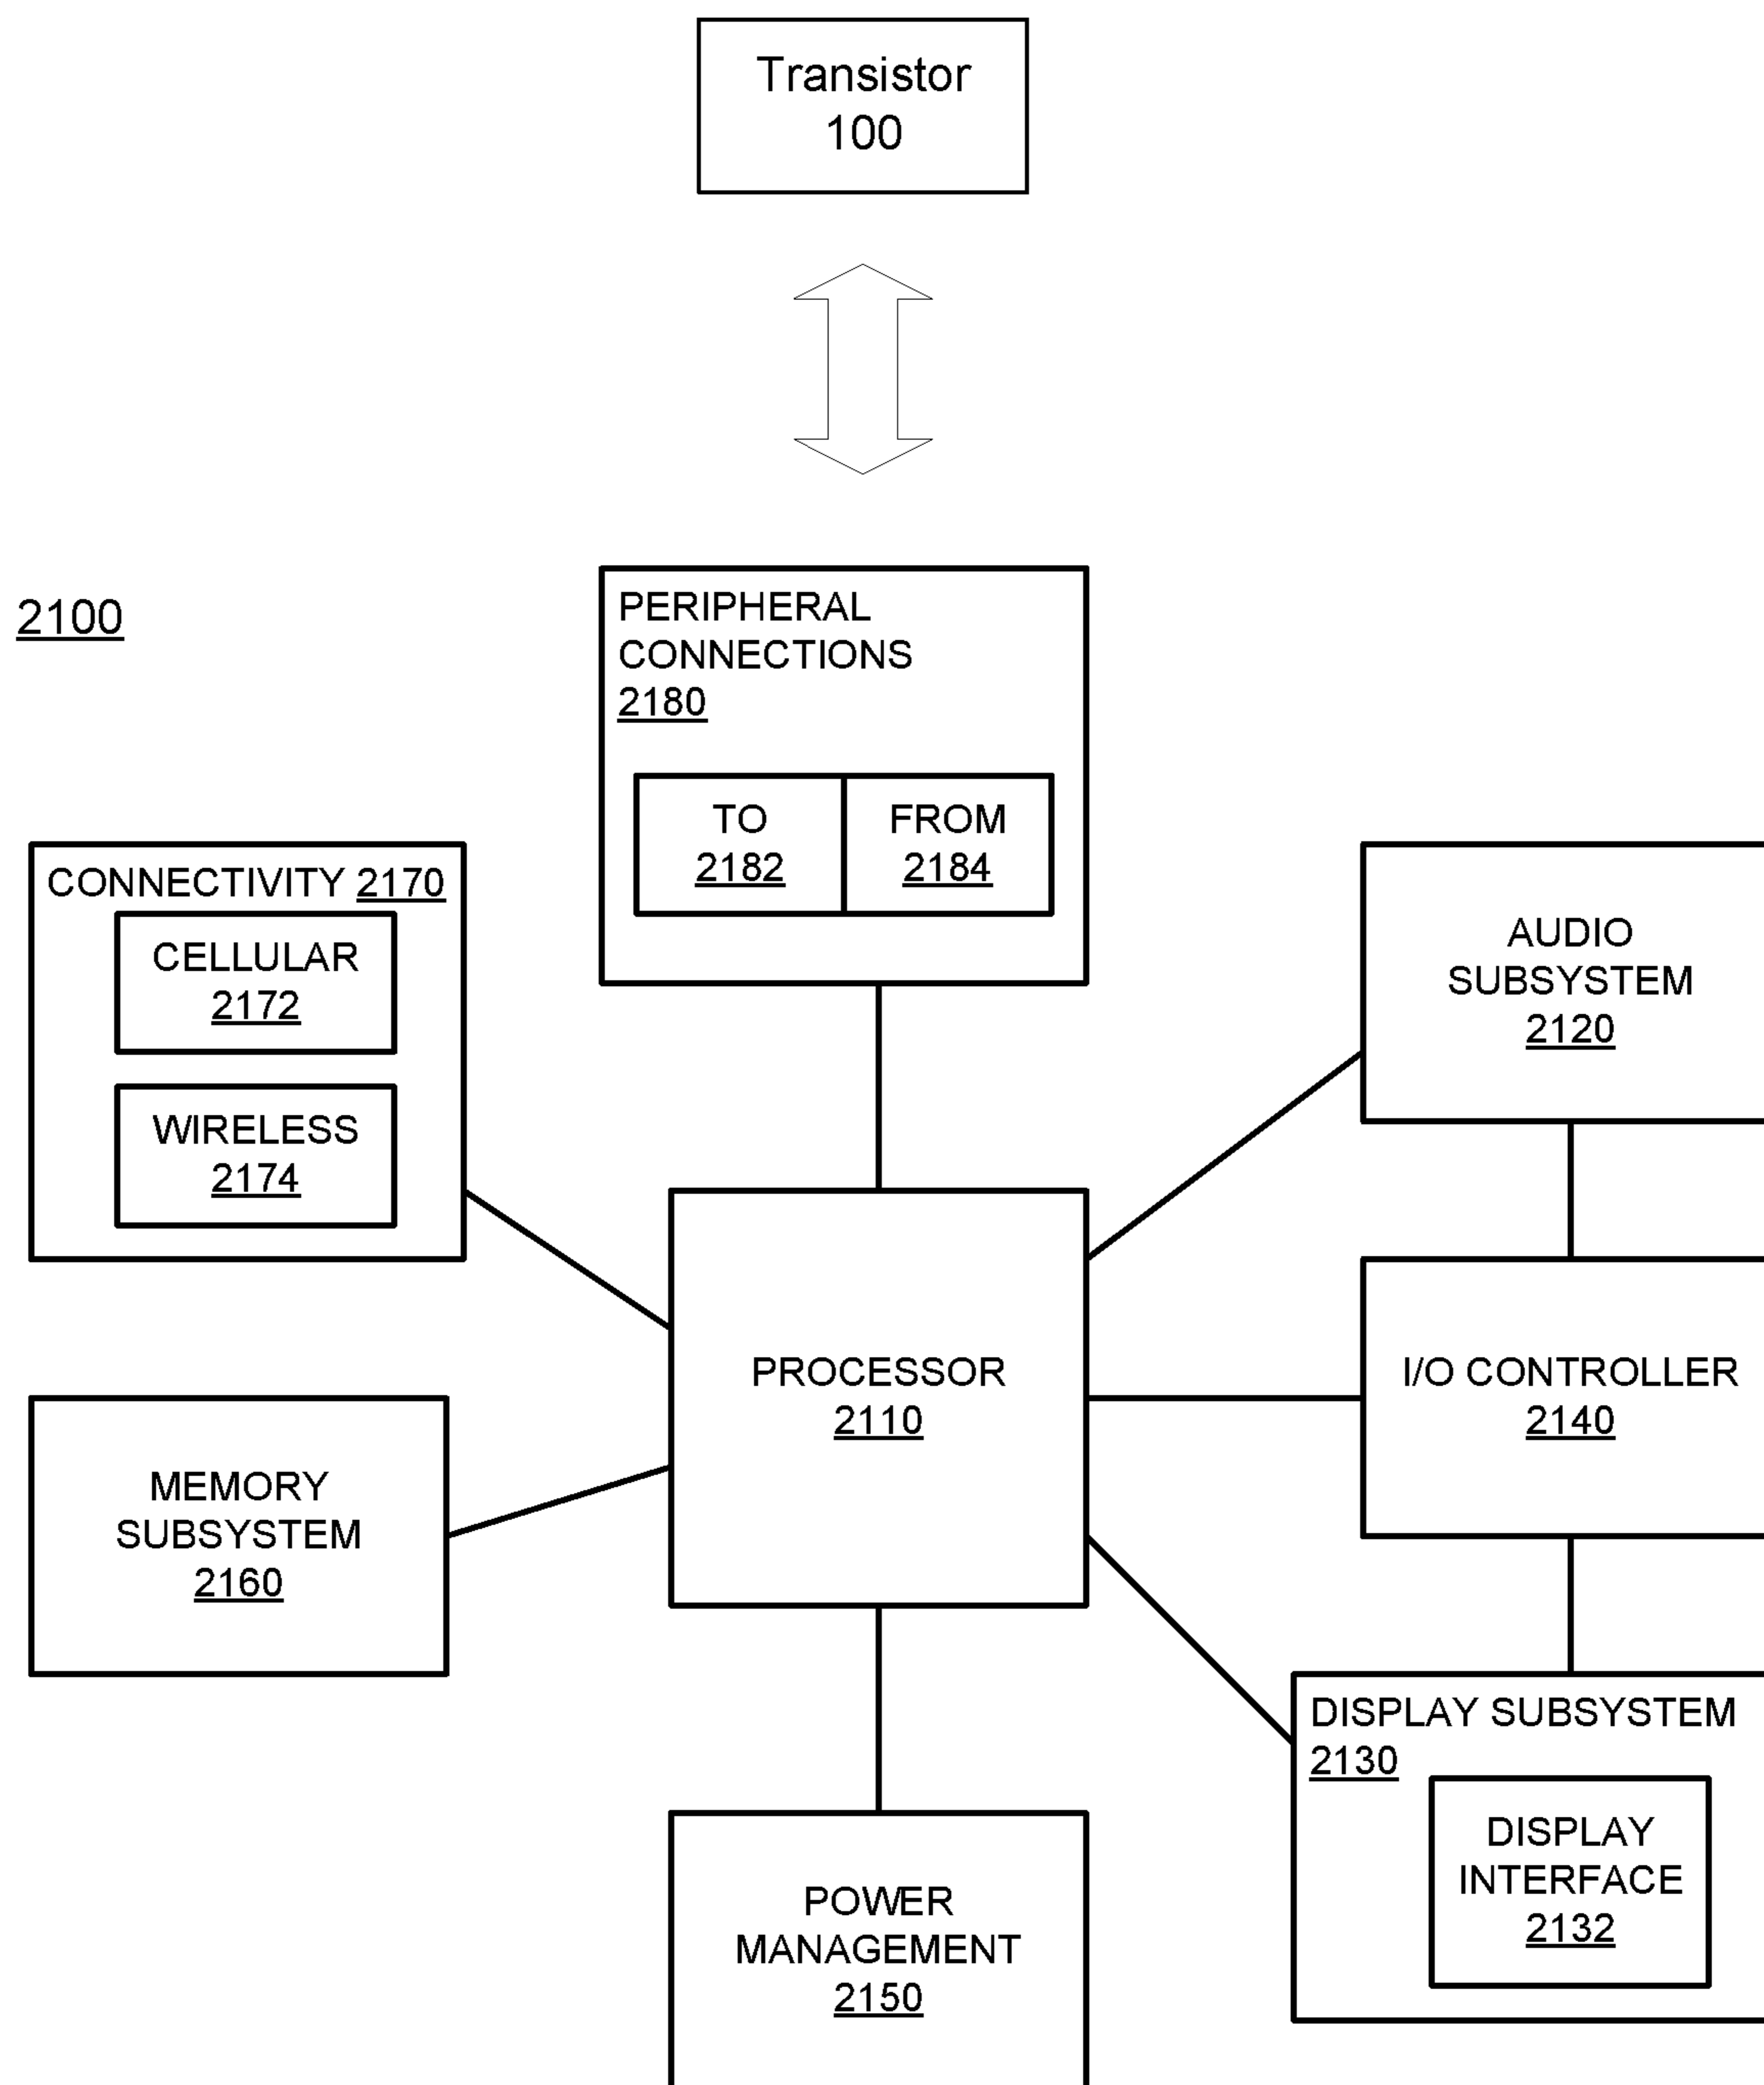 Transistor
100
2100
PERIPHERAL
CONNECTIONS
2180
TO
2182
FROM
2184
CONNECTIVITY 2170
CELLULAR
2172
WIRELESS
2174
AUDIO
SUBSYSTEM
2120
PROCESSOR
2110
I/O CONTROLLER
2140
MEMORY
SUBSYSTEM
2160
DISPLAY SUBSYSTEM
2130
DISPLAY
INTERFACE
2132
POWER
MANAGEMENT
2150